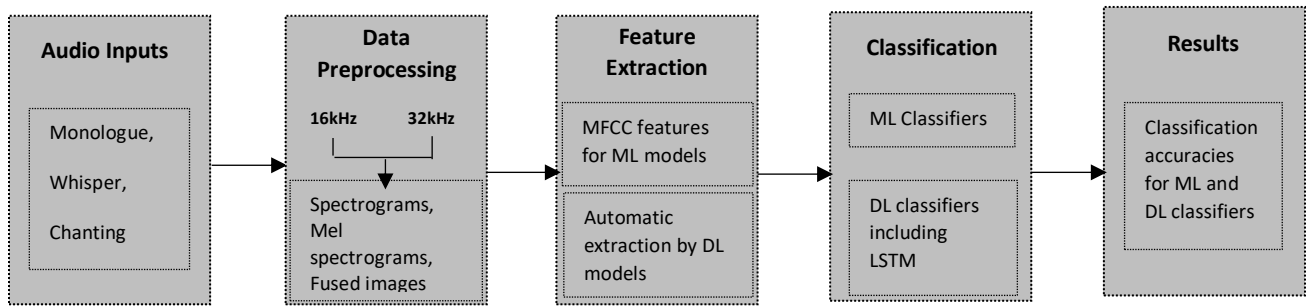 Audio Inputs
Monologue,
Whisper,
Chanting
Data
Preprocessing
16kHz 32kHz
Spectrograms,
Mel
spectrograms,
Fused images
Feature
Extraction
MFCC features
for ML models
Automatic
extraction by DL
models
Classification
ML Classifiers
DL classifiers
including
LSTM
Results
Classification
accuracies
for ML and
DL classifiers